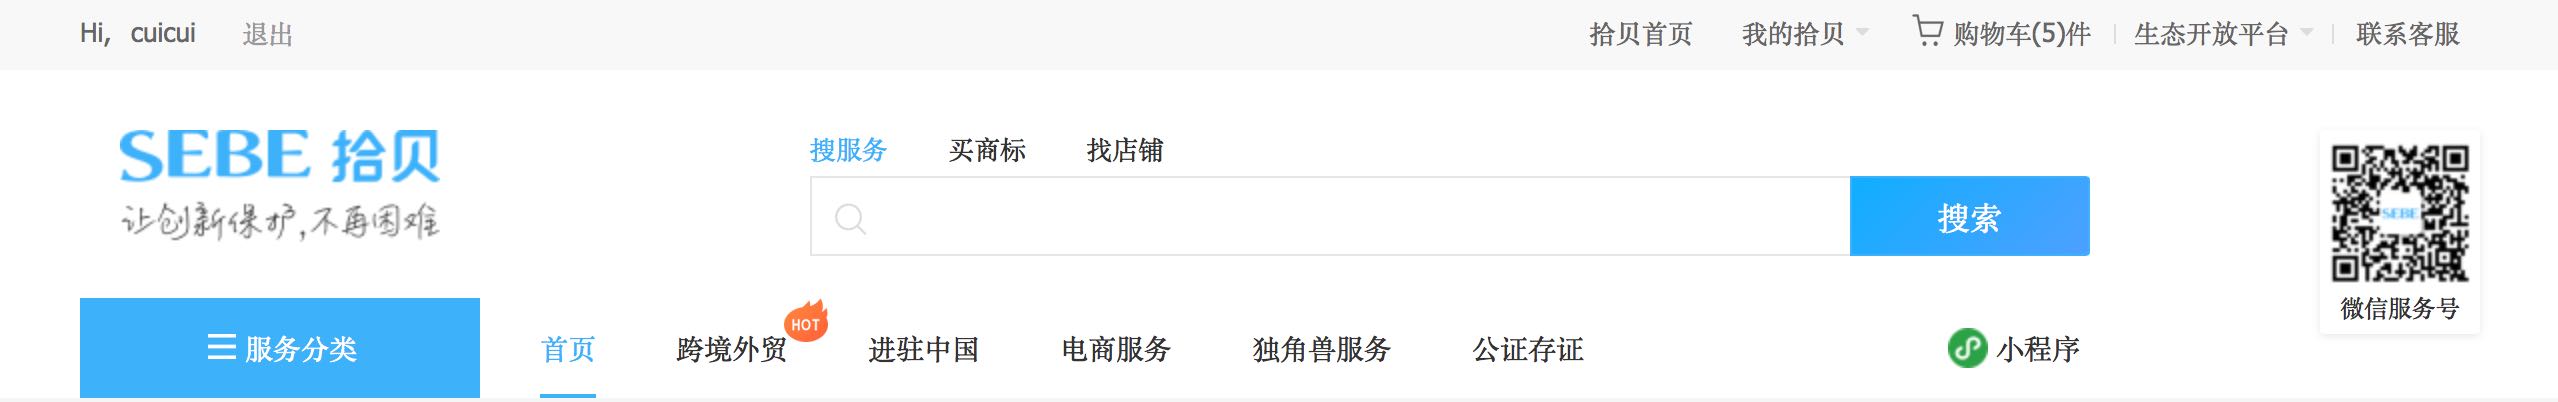 Hi, cuicui 退出 拾贝首页 我的拾贝 购物车(5)件 生态开放平台 联系客服
SEBE 拾贝
让创新保护,不再困难
搜服务 买商标 找店铺
搜索
SEBE
微信服务号
服务分类 首页 跨境外贸 HOT 进驻中国 电商服务 独角兽服务 公证存证 小程序